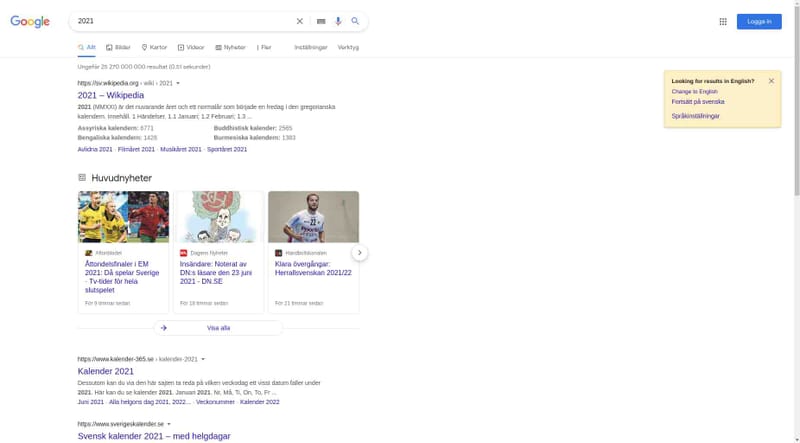 Google
2021
Logga in
Allt
Bilder
Kartor
Videor
Nyheter
Fler
Inställningar
Verktyg
Ungefär 25 270 000 000 resultat (0,51 sekunder)
https://sv.wikipedia.org › wiki › 2021
2021 – Wikipedia
2021 (MMXXI) är det nuvarande året och ett normalår som började en fredag i den gregorianska
kalendern. Innehåll. 1 Händelser. 1.1 Januari; 1.2 Februari; 1.3 ...
Assyriska kalendern: 6771
Buddhistisk kalender: 2565
Bengaliska kalendern: 1428
Burmesiska kalendern: 1383
Avlidna 2021 · Filmåret 2021 · Musikåret 2021 · Sportåret 2021
Looking for results in English?
Change to English
Fortsätt på svenska
Språkinställningar
Huvudnyheter
Aftonbladet
Åttondelsfinaler i EM
2021: Då spelar Sverige
- Tv-tider för hela
slutspelet
För 9 timmar sedan
Dagens Nyheter
Insändare: Noterat av
DN:s läsare den 23 juni
2021 - DN.SE
För 18 timmar sedan
Handbollskanalen
Klara övergångar:
Herrallsvenskan 2021/22
För 21 timmar sedan
Visa alla
https://www.kalender-365.se › kalender-2021
Kalender 2021
Dessutom kan du via den här sajten ta reda på vilken veckodag ett visst datum faller under
2021. Här kan du se kalender 2021. Januari 2021. Nr, Må, Ti, On, To, Fr ...
Juni 2021 · Alla helgons dag 2021, 2022... · Veckonummer · Kalender 2022
https://www.sverigeskalender.se
Svensk kalender 2021 – med helgdagar